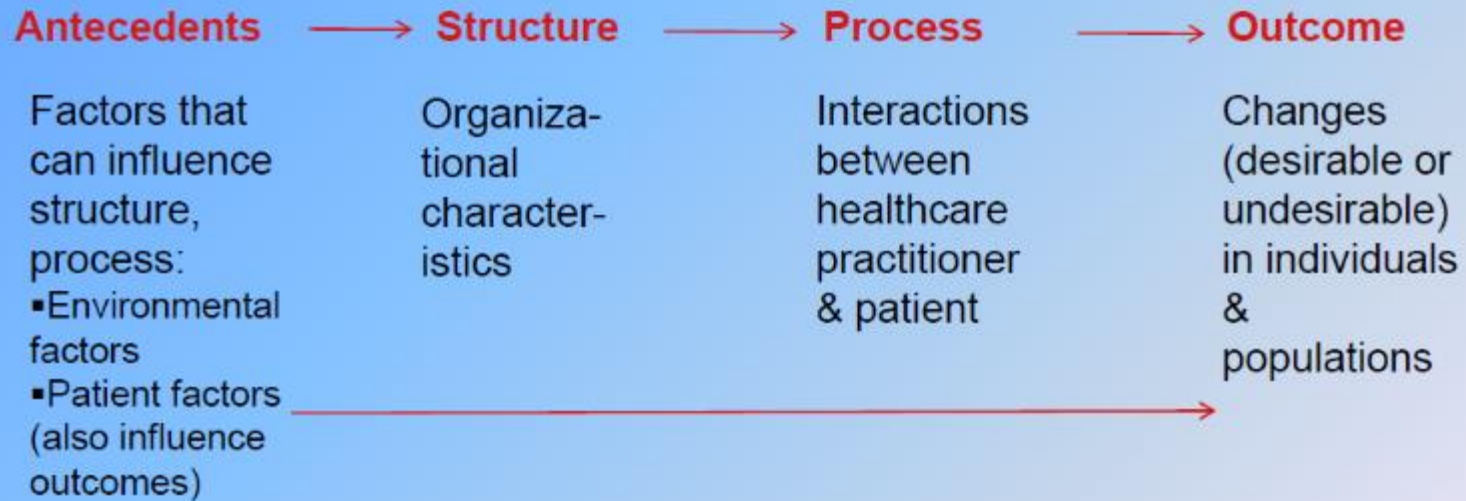 Antecedents
Structure
Process
Outcome
Factors that
can influence
structure,
process:
▪Environmental
factors
▪Patient factors
(also influence
outcomes)
Organiza-
tional
character-
istics
Interactions
between
healthcare
practitioner
& patient
Changes
(desirable or
undesirable)
in individuals
&
populations